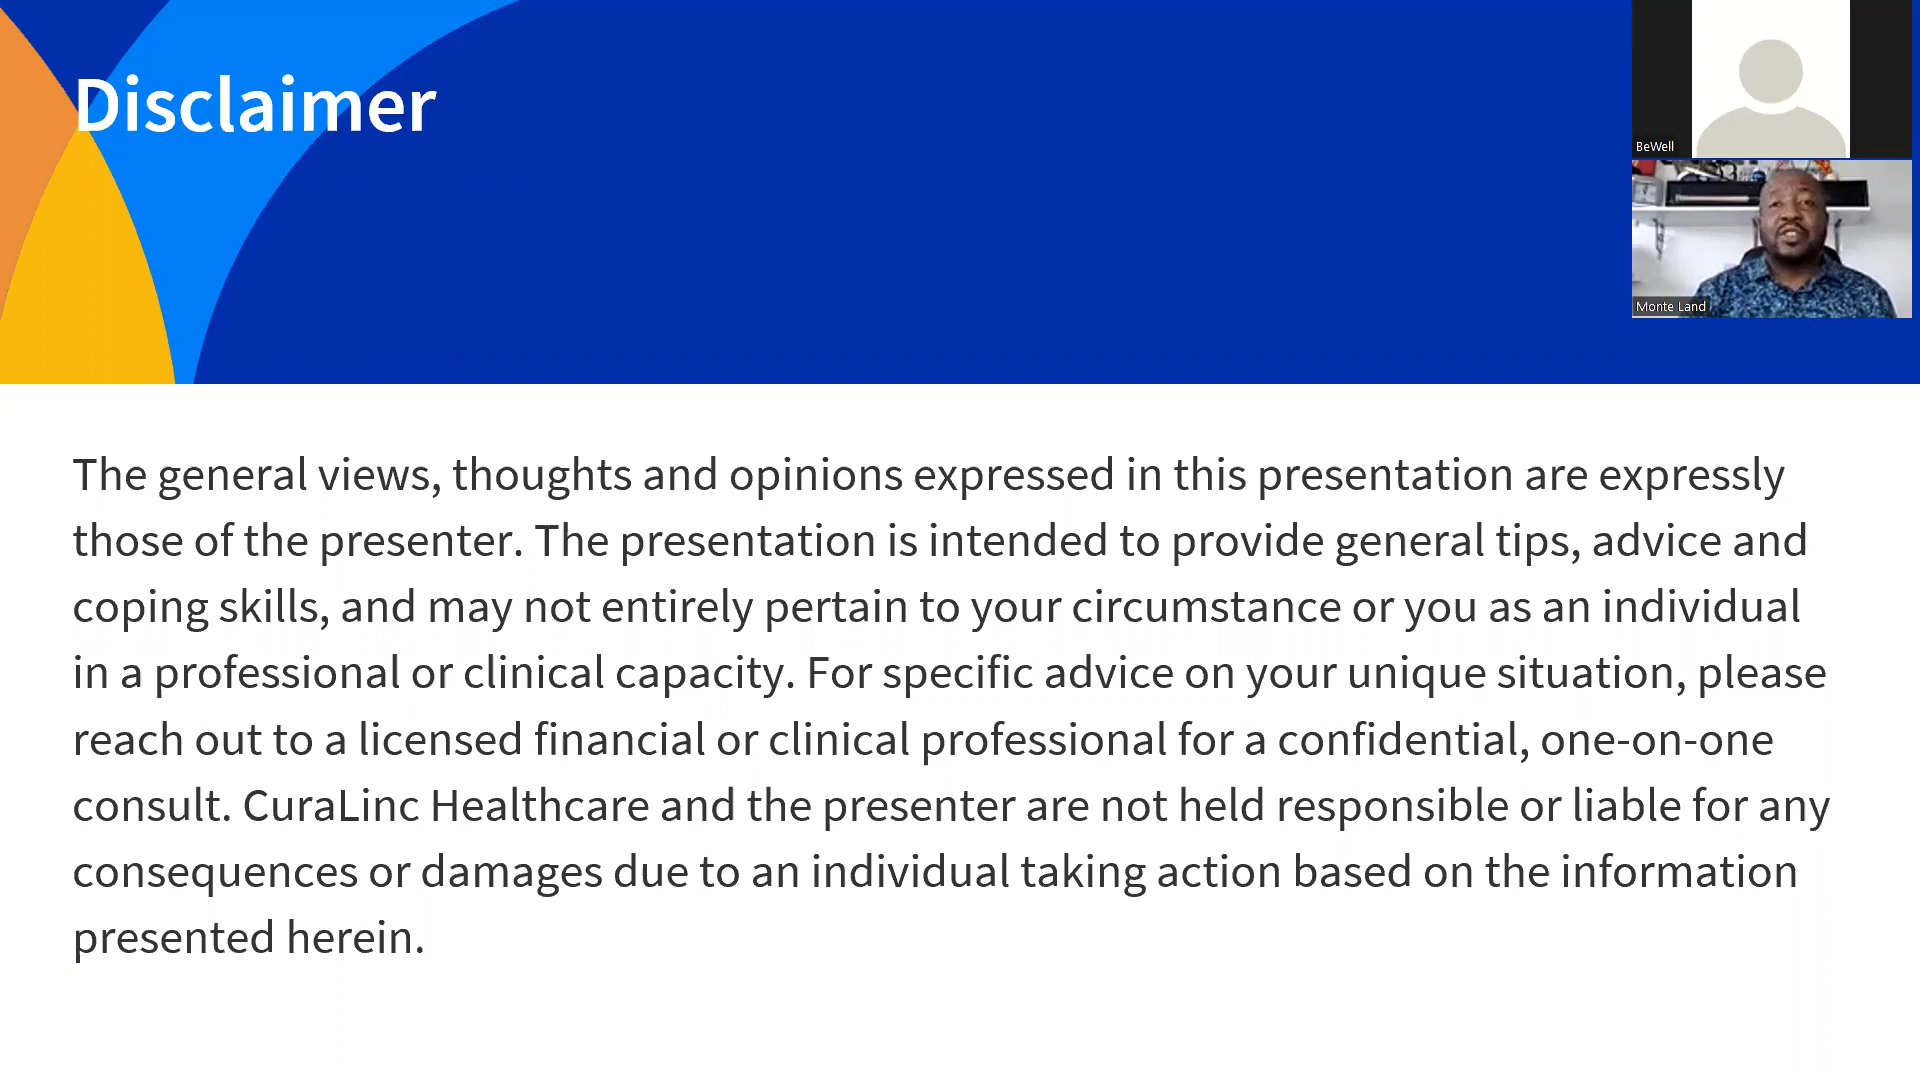 Disclaimer
BeWell
Monte Land
The general views, thoughts and opinions expressed in this presentation are expressly
those of the presenter. The presentation is intended to provide general tips, advice and
coping skills, and may not entirely pertain to your circumstance or you as an individual
in a professional or clinical capacity. For specific advice on your unique situation, please
reach out to a licensed financial or clinical professional for a confidential, one-on-one
consult. CuraLinc Healthcare and the presenter are not held responsible or liable for any
consequences or damages due to an individual taking action based on the information
presented herein.